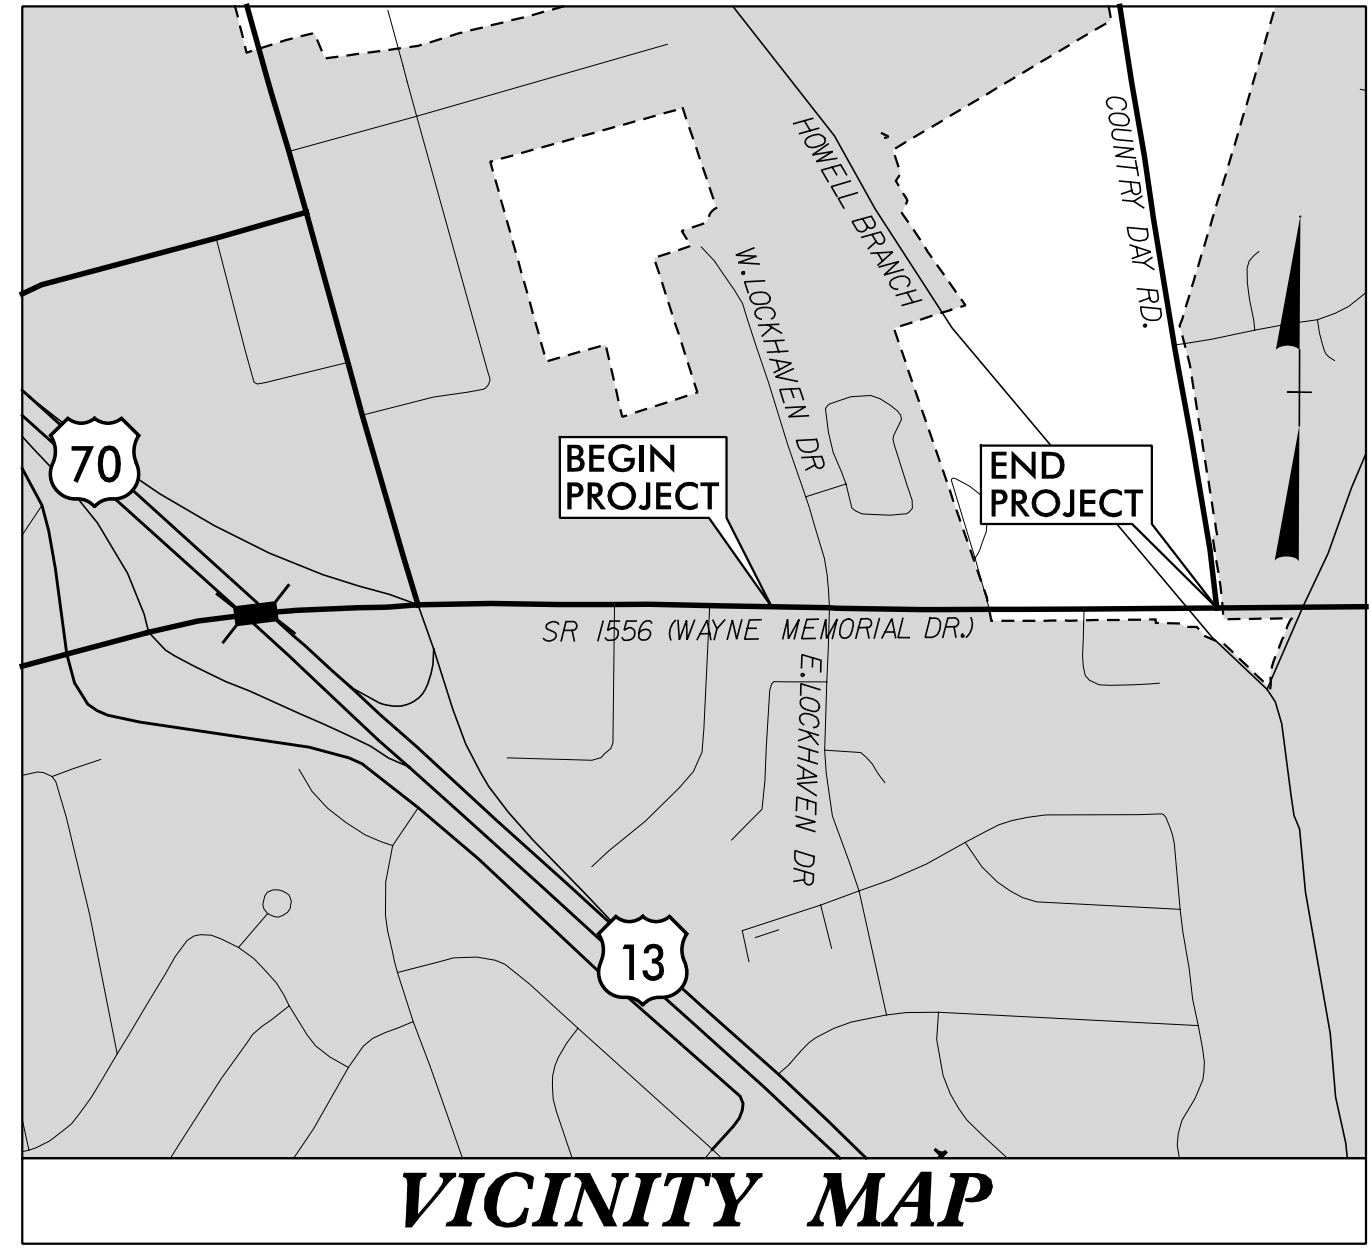 HOWELL BRANCH
COUNTRY DAY RD.
W. LOCKHAVEN DR
70
BEGIN
PROJECT
END
PROJECT
SR 1556 (WAYNE MEMORIAL DR.)
E. LOCKHAVEN DR
13
VICINITY MAP